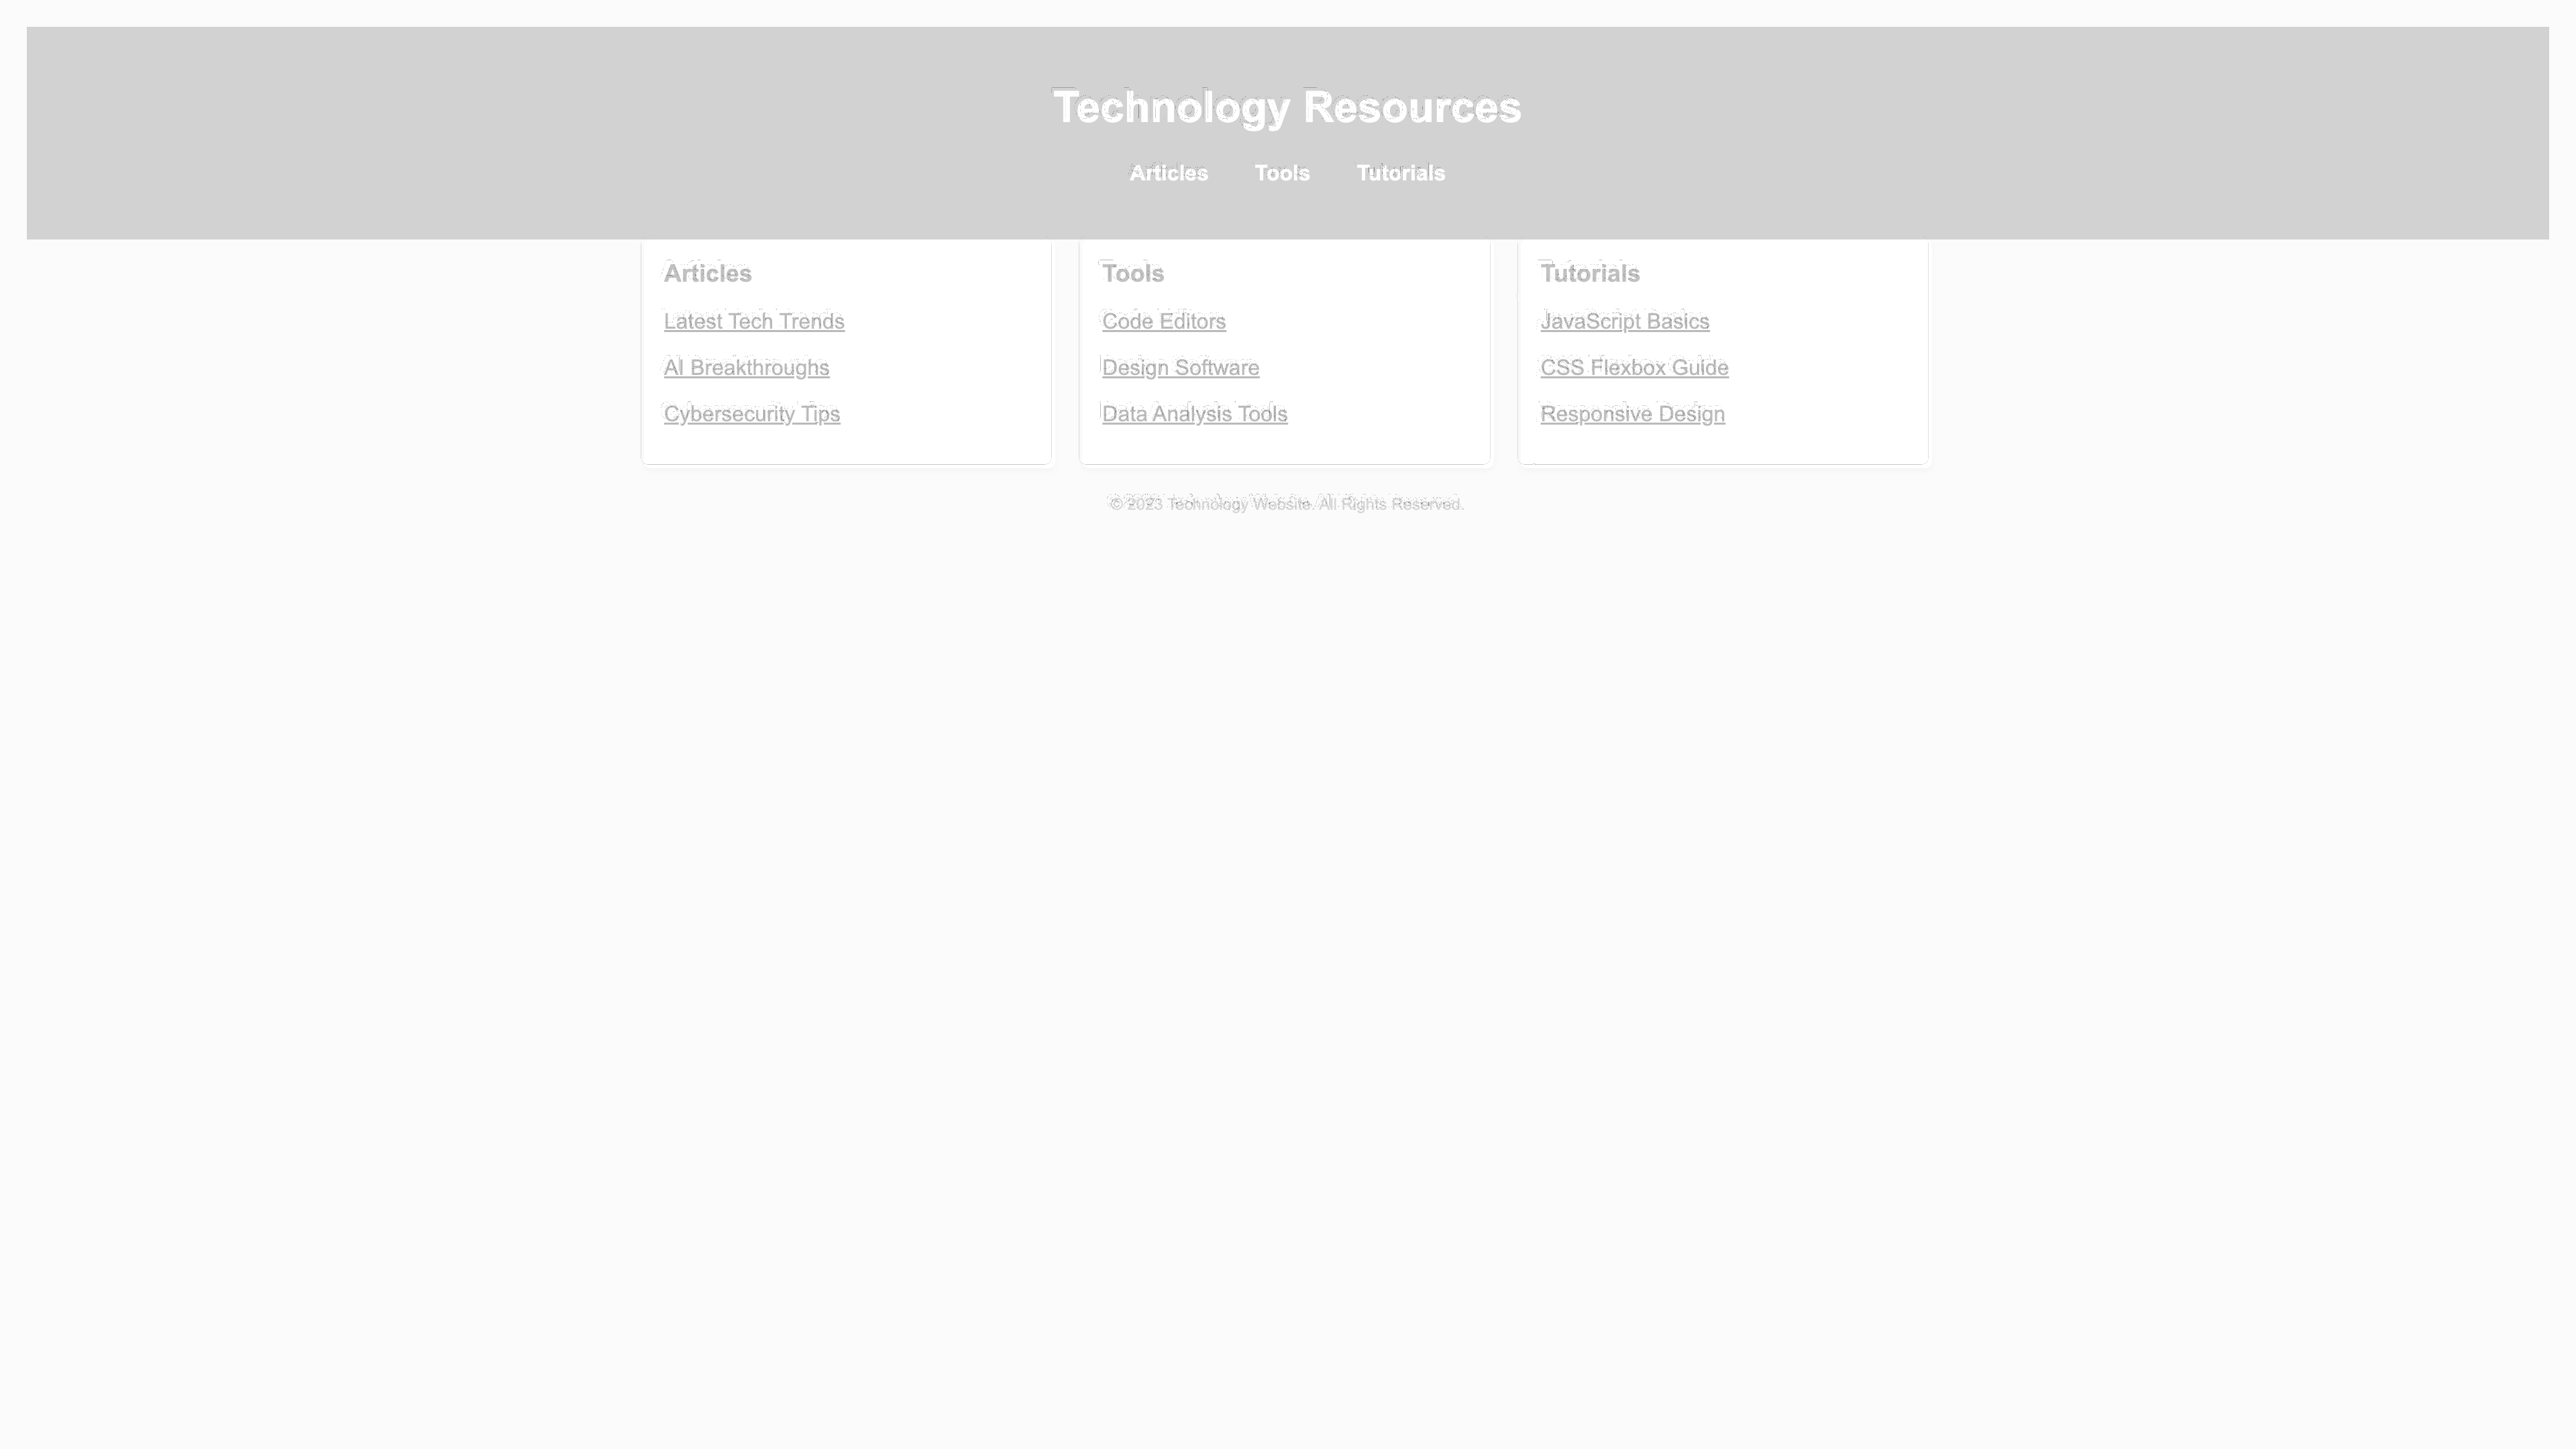 Technology Resources
Articles Tools Tutorials
Articles
Latest Tech Trends
AI Breakthroughs
Cybersecurity Tips
Tools
Code Editors
Design Software
Data Analysis Tools
Tutorials
JavaScript Basics
CSS Flexbox Guide
Responsive Design
© 2023 Technology Website. All Rights Reserved.